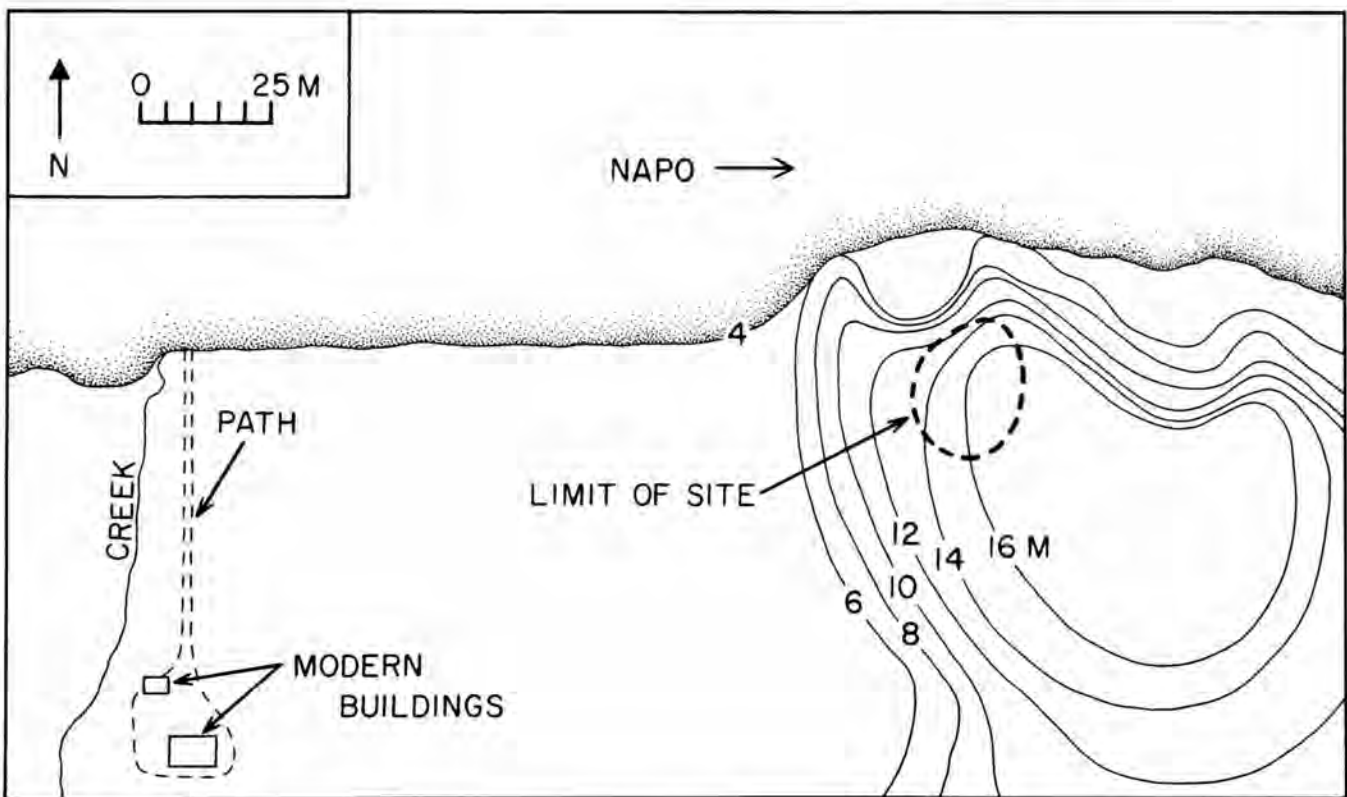 0 25 M
N
NAPO
4
PATH
CREEK
LIMIT OF SITE
12
14
16 M
10
6
8
MODERN
BUILDINGS